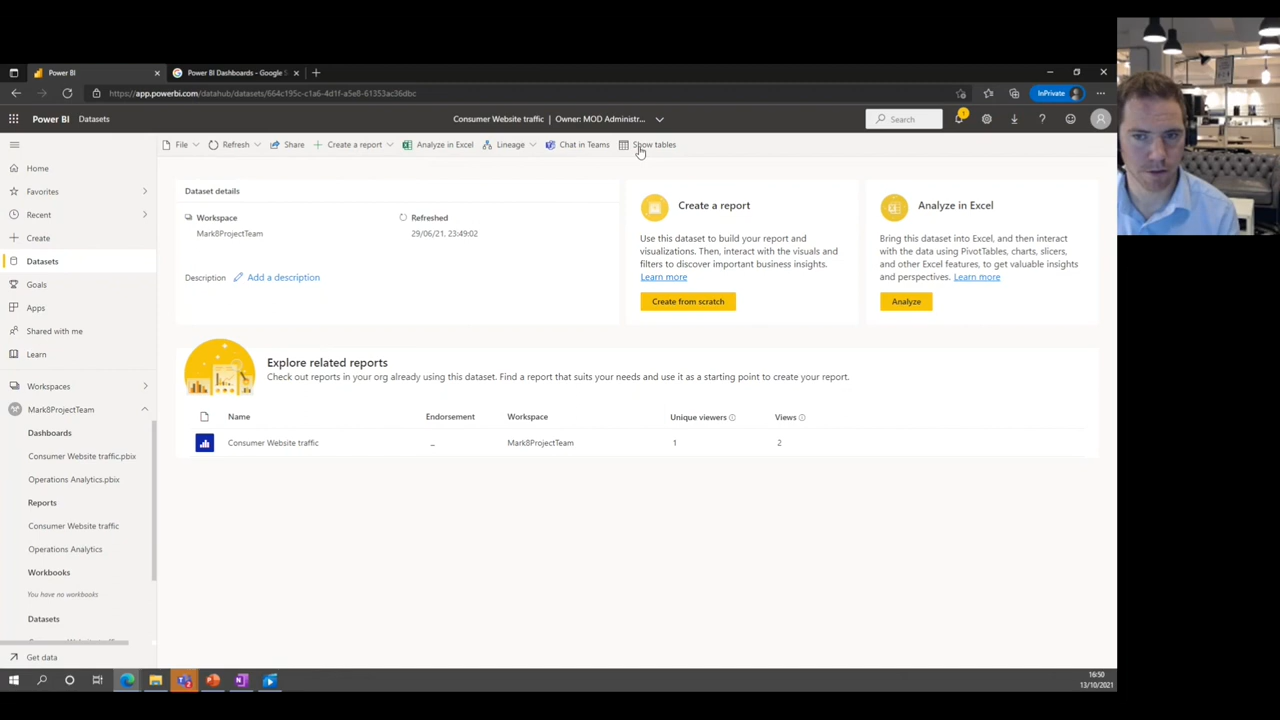 Power BI
Power BI Dashboards - Google S
https://app.powerbi.com/datahub/datasets/664c195c-c1a6-4d1f-a5e8-61353ac36dbc
InPrivate
Power BI Datasets
Consumer Website traffic | Owner: MOD Administr...
Search
1
File Refresh Share Create a report Analyze in Excel Lineage Chat in Teams Show tables
Home
Favorites
Recent
Create
Datasets
Goals
Apps
Shared with me
Learn
Workspaces
Mark8ProjectTeam
Dashboards
Consumer Website traffic.pbix
Operations Analytics.pbix
Reports
Consumer Website traffic
Operations Analytics
Workbooks
You have no workbooks
Datasets
Get data
Dataset details
Workspace Refreshed
Mark8ProjectTeam 29/06/21, 23:49:02
Description Add a description
Create a report
Use this dataset to build your report and
visualizations. Then, interact with the visuals and
filters to discover important business insights.
Learn more
Create from scratch
Analyze in Excel
Bring this dataset into Excel, and then interact
with the data using PivotTables, charts, slicers,
and other Excel features, to get valuable insights
and perspectives. Learn more
Analyze
Explore related reports
Check out reports in your org already using this dataset. Find a report that suits your needs and use it as a starting point to create your report.
Name Endorsement Workspace Unique viewers Views
Consumer Website traffic – Mark8ProjectTeam 1 2
16:50
13/10/2021